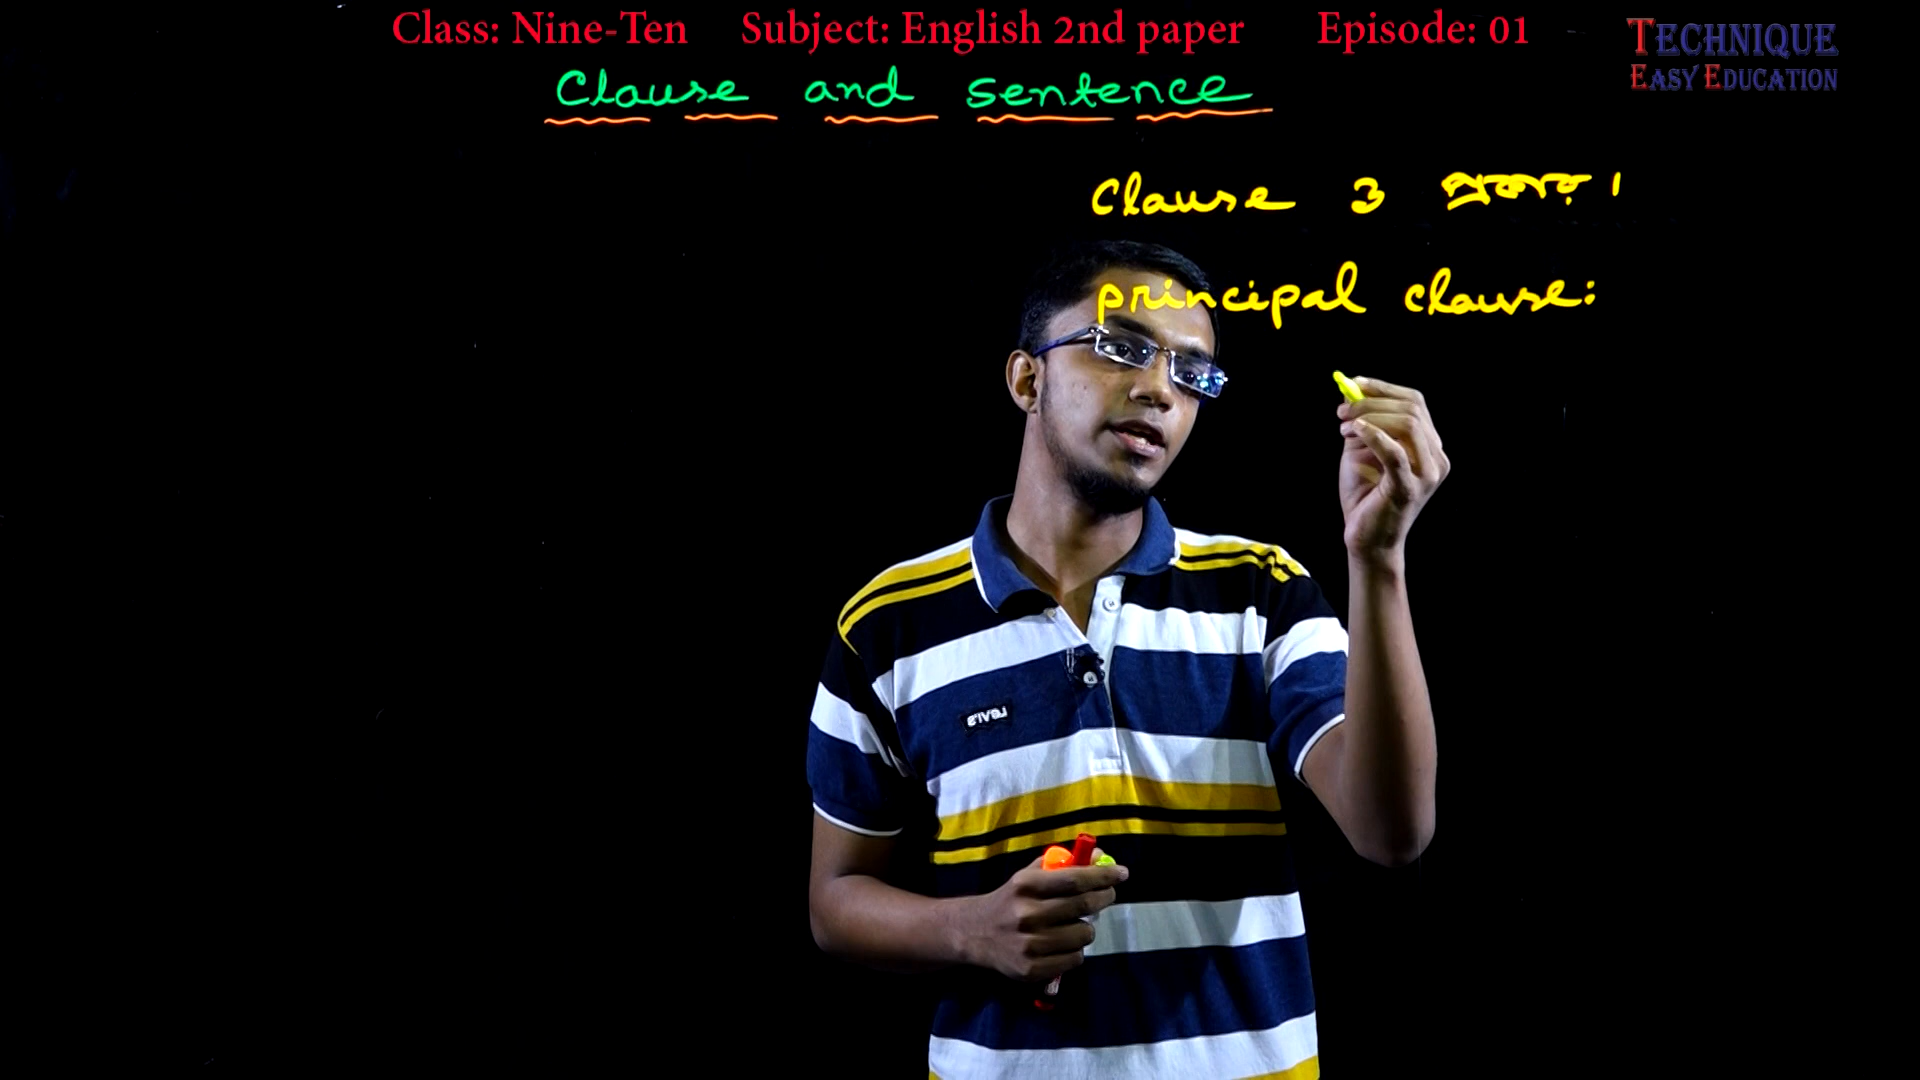 Class: Nine-Ten Subject: English 2nd paper Episode: 01
TECHNIQUE
EASY EDUCATION
Clause and sentence
Clause ৩ প্রকার।
principal clause:
LEVI'S